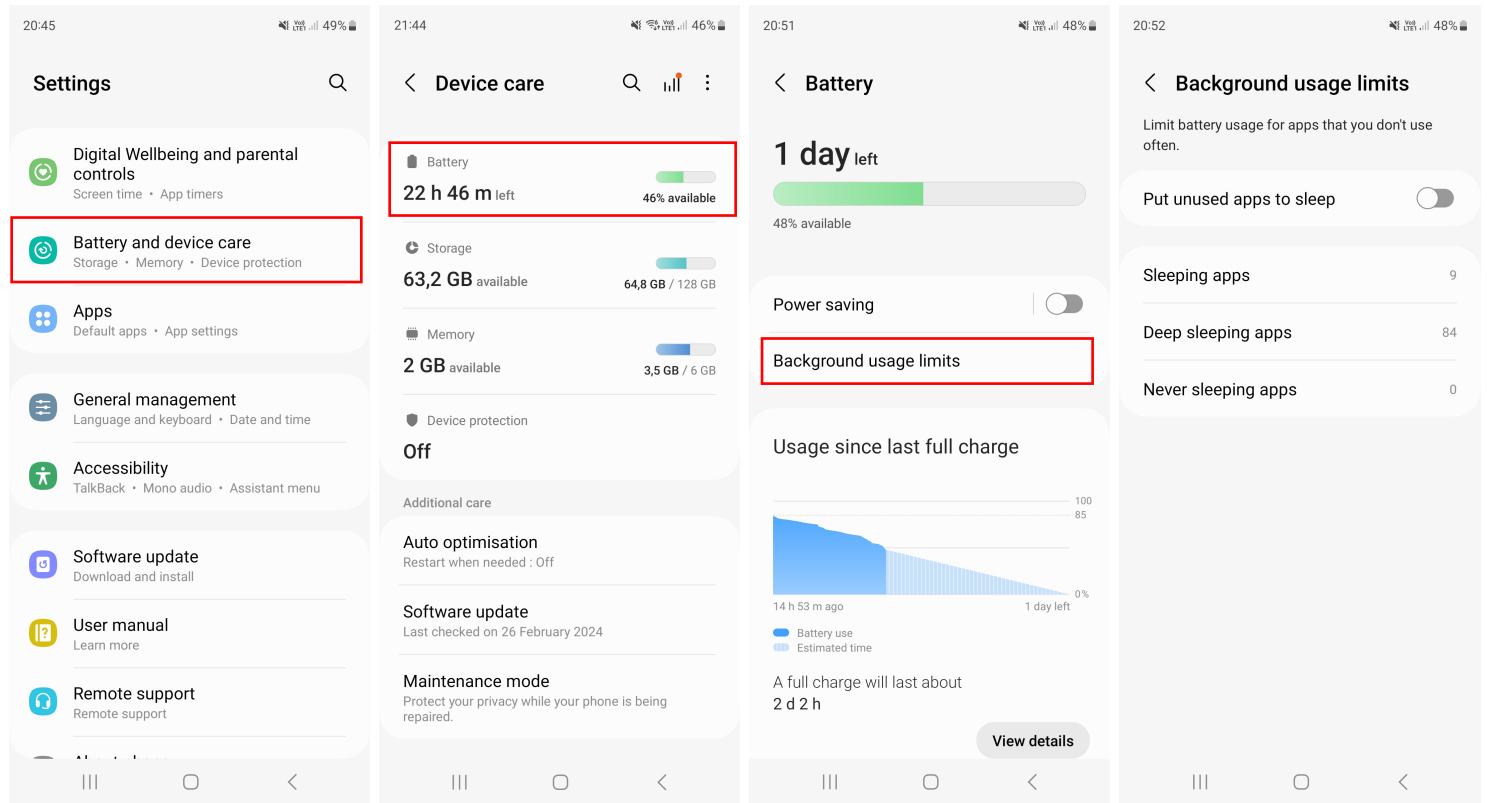 20:45
Vo)) LTE1 49%
Settings
Digital Wellbeing and parental
controls
Screen time • App timers
Battery and device care
Storage • Memory • Device protection
Apps
Default apps • App settings
General management
Language and keyboard • Date and time
Accessibility
TalkBack • Mono audio • Assistant menu
Software update
Download and install
User manual
Learn more
Remote support
Remote support
21:44
Vo)) LTE1 46%
Device care
Battery
22 h 46 m left
46% available
Storage
63,2 GB available
64,8 GB / 128 GB
Memory
2 GB available
3,5 GB / 6 GB
Device protection
Off
Additional care
Auto optimisation
Restart when needed : Off
Software update
Last checked on 26 February 2024
Maintenance mode
Protect your privacy while your phone is being
repaired.
20:51
Vo)) LTE1 48%
Battery
1 day left
48% available
Power saving
Background usage limits
Usage since last full charge
100
85
0%
14 h 53 m ago
1 day left
Battery use
Estimated time
A full charge will last about
2 d 2 h
View details
20:52
Vo)) LTE1 48%
Background usage limits
Limit battery usage for apps that you don't use
often.
Put unused apps to sleep
Sleeping apps 9
Deep sleeping apps 84
Never sleeping apps 0